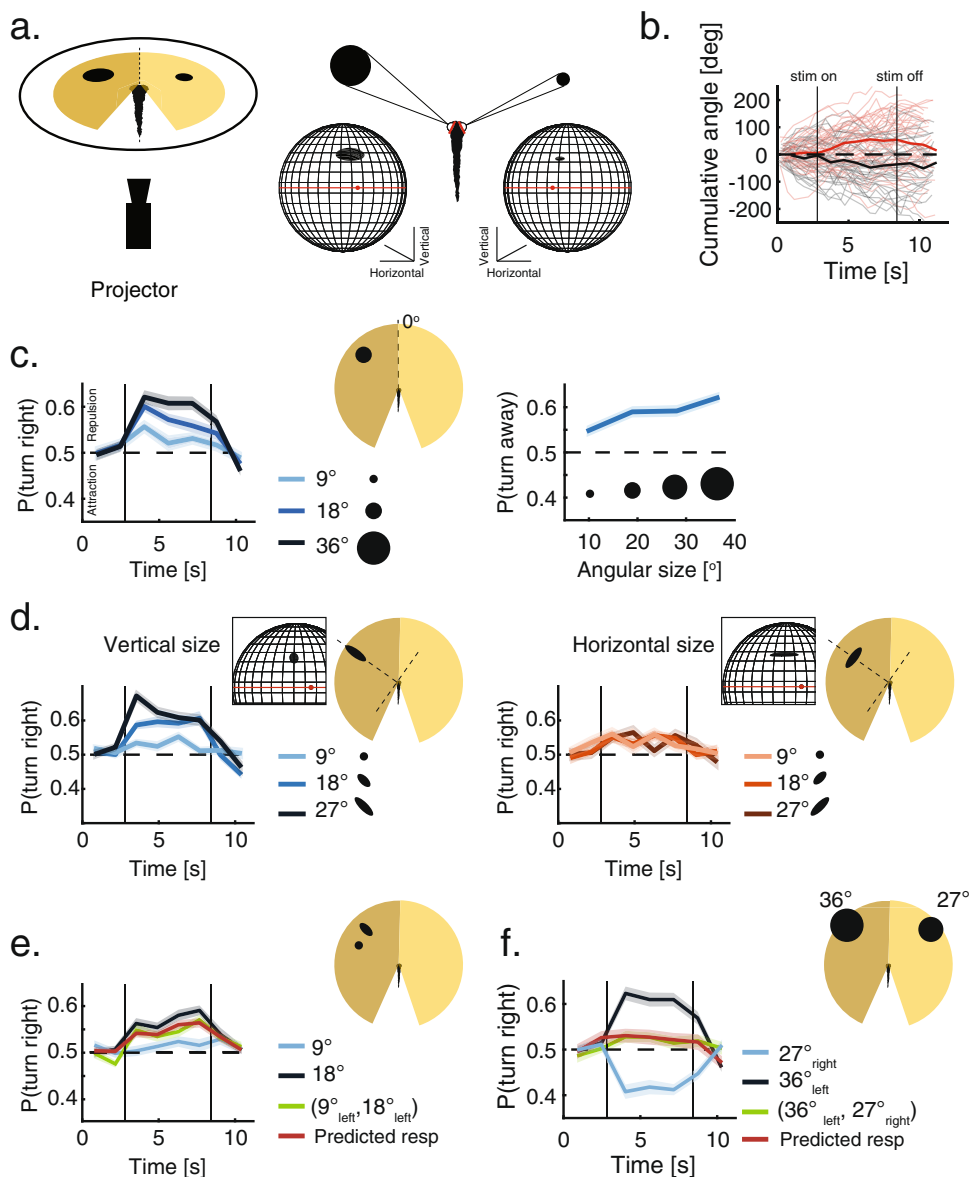 a.
Projector
Horizontal
Vertical
Vertical
Horizontal
b.
Cumulative angle [deg]
stim on
stim off
200
100
0
-100
-200
5
10
Time [s]
c.
P(turn right)
Repulsion
Attraction
0.6
0.5
0.4
0
5
10
Time [s]
0°
9°
18°
36°
P(turn away)
0.6
0.5
0.4
10
20
30
40
Angular size [°]
d.
Vertical size
P(turn right)
0.6
0.5
0.4
0
5
10
Time [s]
9°
18°
27°
Horizontal size
P(turn right)
0.6
0.5
0.4
0
5
10
Time [s]
9°
18°
27°
e.
P(turn right)
0.6
0.5
0.4
0
5
10
Time [s]
9°
18°
(9°left,18°left)
Predicted resp
f.
36°
27°
P(turn right)
0.6
0.5
0.4
0
5
10
Time [s]
27°right
36°left
(36°left, 27°right)
Predicted resp